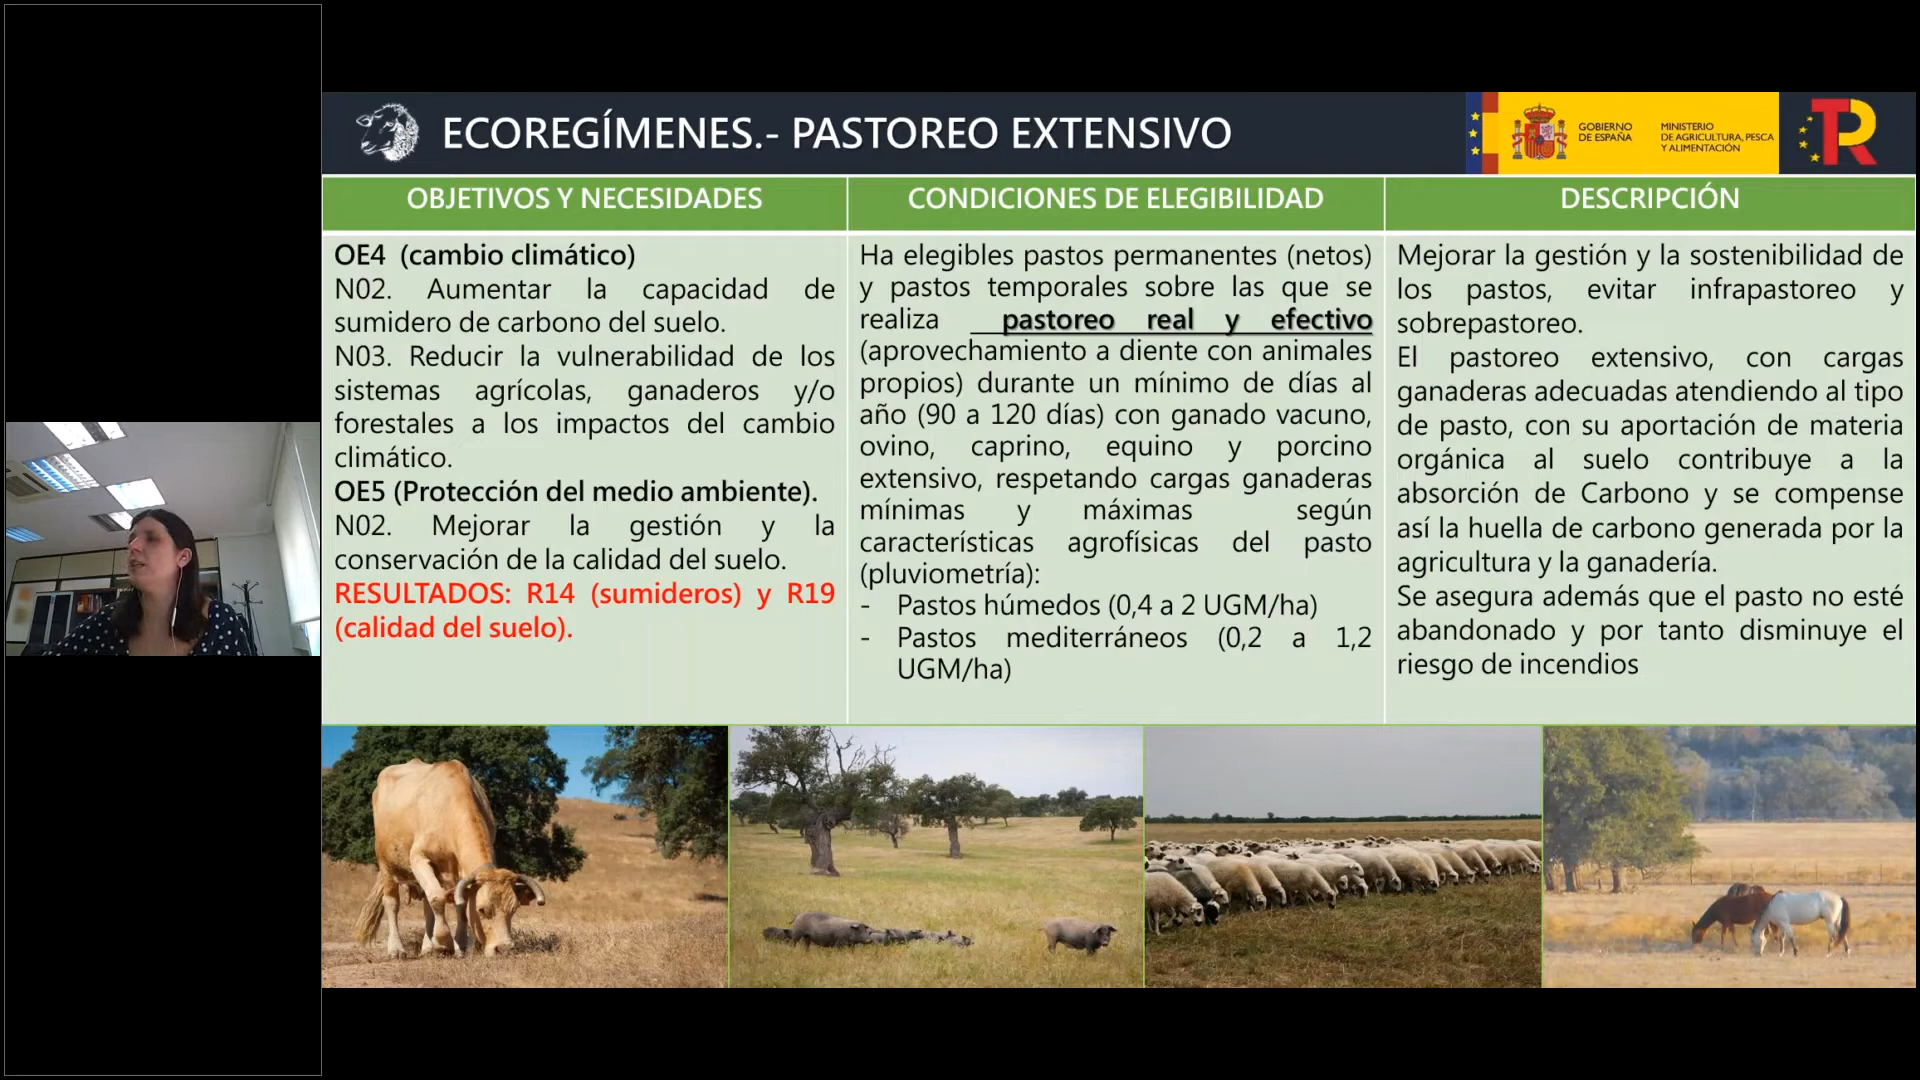 ECOREGÍMENES.- PASTOREO EXTENSIVO
GOBIERNO
DE ESPAÑA
MINISTERIO
DE AGRICULTURA, PESCA
Y ALIMENTACIÓN
TR
OBJETIVOS Y NECESIDADES
OE4 (cambio climático)
N02. Aumentar la capacidad de
sumidero de carbono del suelo.
N03. Reducir la vulnerabilidad de los
sistemas agrícolas, ganaderos y/o
forestales a los impactos del cambio
climático.
OE5 (Protección del medio ambiente).
N02. Mejorar la gestión y la
conservación de la calidad del suelo.
RESULTADOS: R14 (sumideros) y R19
(calidad del suelo).
CONDICIONES DE ELEGIBILIDAD
Ha elegibles pastos permanentes (netos)
y pastos temporales sobre las que se
realiza pastoreo real y efectivo
(aprovechamiento a diente con animales
propios) durante un mínimo de días al
año (90 a 120 días) con ganado vacuno,
ovino, caprino, equino y porcino
extensivo, respetando cargas ganaderas
mínimas y máximas según
características agrofísicas del pasto
(pluviometría):
- Pastos húmedos (0,4 a 2 UGM/ha)
- Pastos mediterráneos (0,2 a 1,2
UGM/ha)
DESCRIPCIÓN
Mejorar la gestión y la sostenibilidad de
los pastos, evitar infrapastoreo y
sobrepastoreo.
El pastoreo extensivo, con cargas
ganaderas adecuadas atendiendo al tipo
de pasto, con su aportación de materia
orgánica al suelo contribuye a la
absorción de Carbono y se compense
así la huella de carbono generada por la
agricultura y la ganadería.
Se asegura además que el pasto no esté
abandonado y por tanto disminuye el
riesgo de incendios